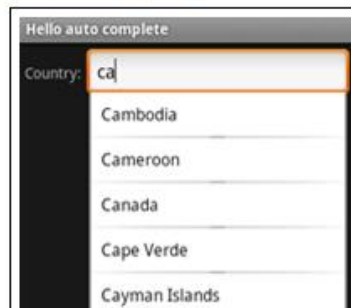 Hello auto complete
Country: ca
Cambodia
Cameroon
Canada
Cape Verde
Cayman Islands